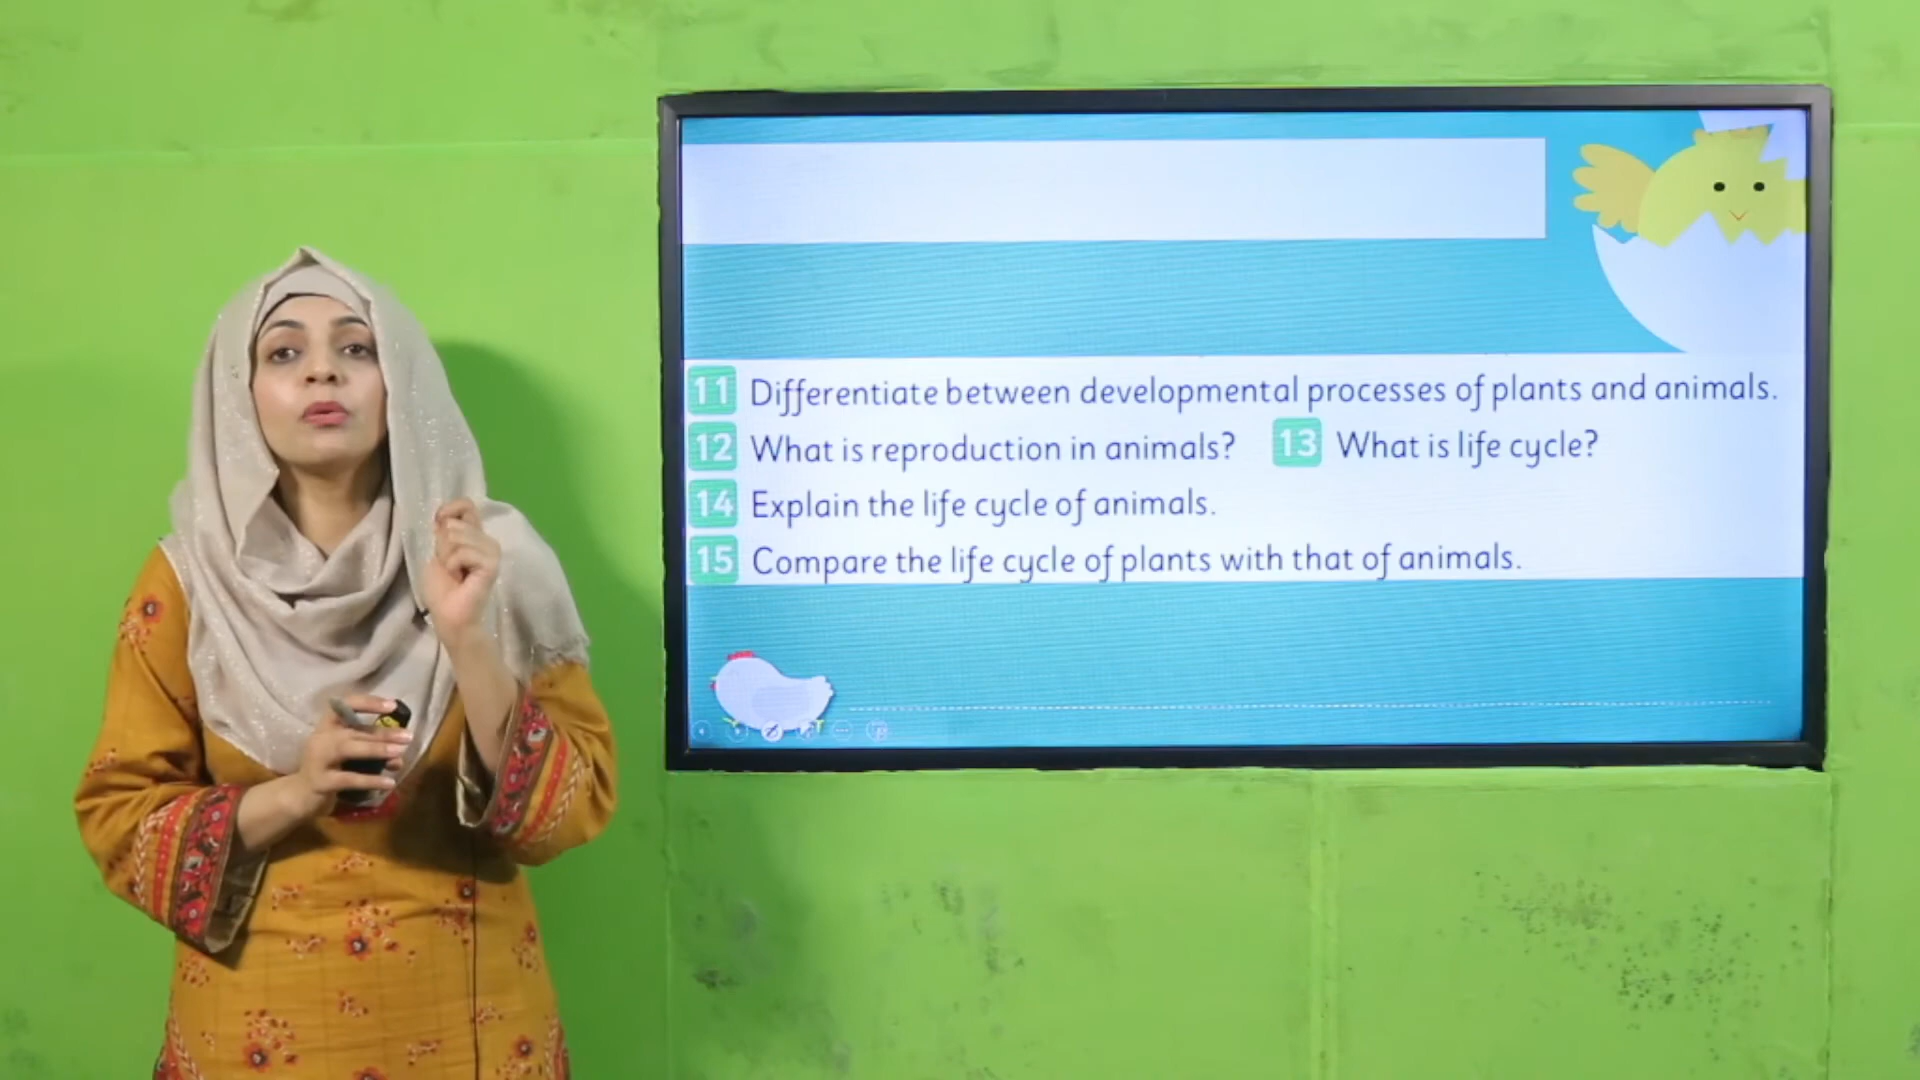 11 Differentiate between developmental processes of plants and animals.
12 What is reproduction in animals? 13 What is life cycle?
14 Explain the life cycle of animals.
15 Compare the life cycle of plants with that of animals.